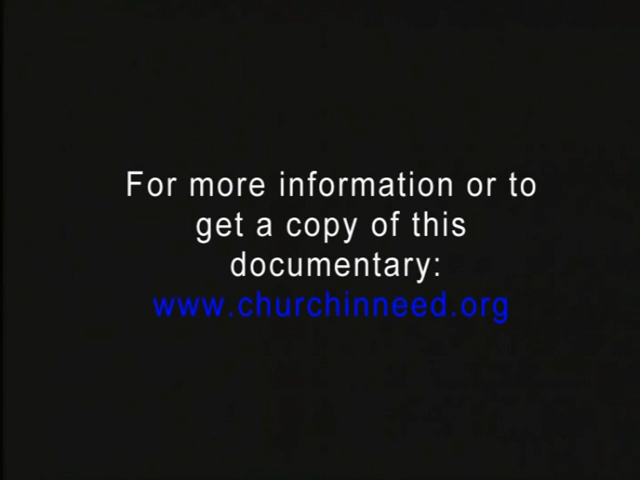 For more information or to
get a copy of this
documentary:
www.churchinneed.org